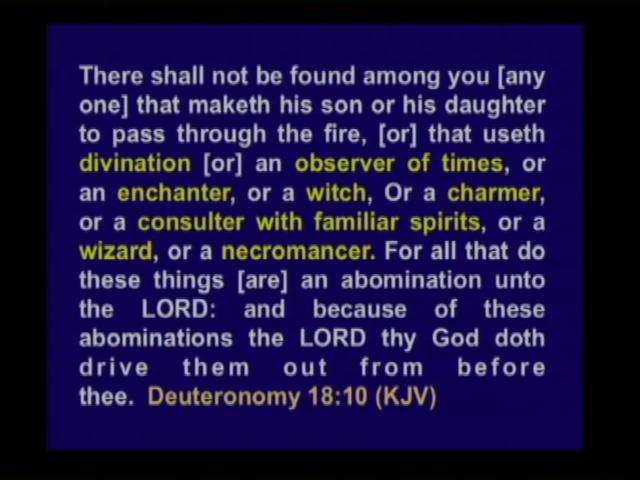 There shall not be found among you [any
one] that maketh his son or his daughter
to pass through the fire, [or] that useth
divination [or] an observer of times, or
an enchanter, or a witch, Or a charmer,
or a consulter with familiar spirits, or a
wizard, or a necromancer. For all that do
these things [are] an abomination unto
the LORD: and because of these
abominations the LORD thy God doth
drive them out from before
thee. Deuteronomy 18:10 (KJV)